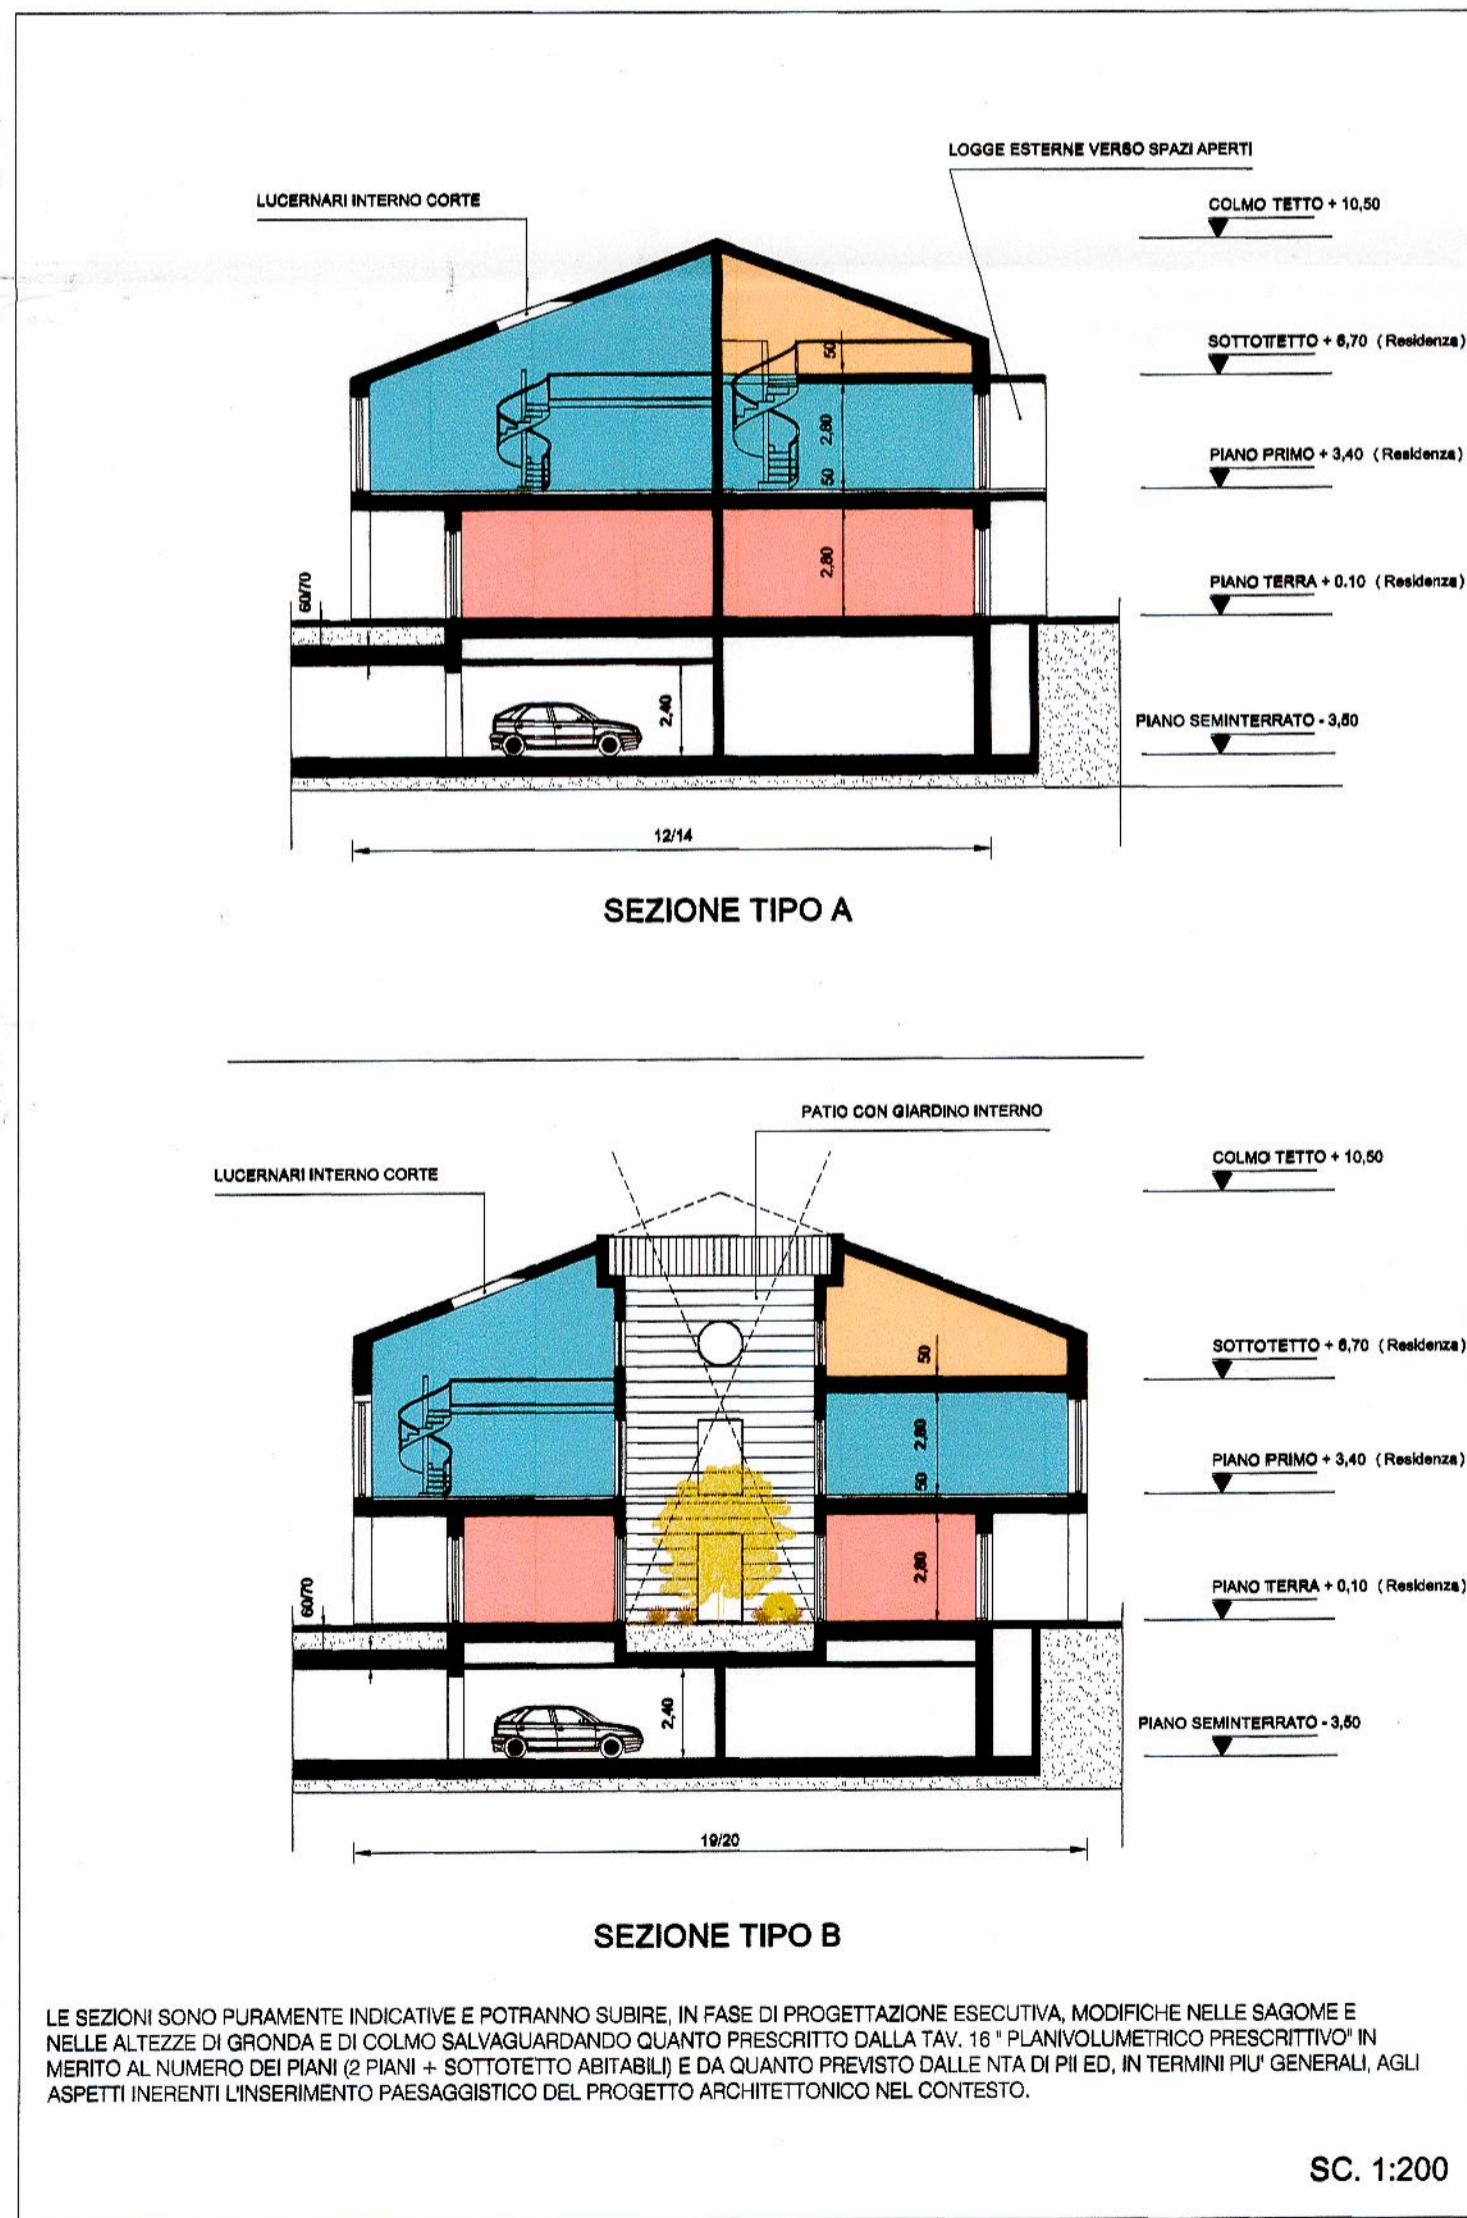 LOGGE ESTERNE VERSO SPAZI APERTI
LUCERNARI INTERNO CORTE
COLMO TETTO + 10,50
SOTTOTETTO + 6,70 ( Residenza)
50
2,80
50
PIANO PRIMO + 3,40 ( Residenza)
2,80
60/70
PIANO TERRA + 0.10 ( Residenza)
2,40
PIANO SEMINTERRATO - 3,50
12/14
SEZIONE TIPO A
PATIO CON GIARDINO INTERNO
LUCERNARI INTERNO CORTE
COLMO TETTO + 10,50
SOTTOTETTO + 6,70 ( Residenza)
50
2,80
50
PIANO PRIMO + 3,40 ( Residenza)
2,80
60/70
PIANO TERRA + 0,10 ( Residenza)
2,40
PIANO SEMINTERRATO - 3,50
19/20
SEZIONE TIPO B
LE SEZIONI SONO PURAMENTE INDICATIVE E POTRANNO SUBIRE, IN FASE DI PROGETTAZIONE ESECUTIVA, MODIFICHE NELLE SAGOME E
NELLE ALTEZZE DI GRONDA E DI COLMO SALVAGUARDANDO QUANTO PRESCRITTO DALLA TAV. 16 " PLANIVOLUMETRICO PRESCRITTIVO" IN
MERITO AL NUMERO DEI PIANI (2 PIANI + SOTTOTETTO ABITABILI) E DA QUANTO PREVISTO DALLE NTA DI PII ED, IN TERMINI PIU' GENERALI, AGLI
ASPETTI INERENTI L'INSERIMENTO PAESAGGISTICO DEL PROGETTO ARCHITETTONICO NEL CONTESTO.
SC. 1:200